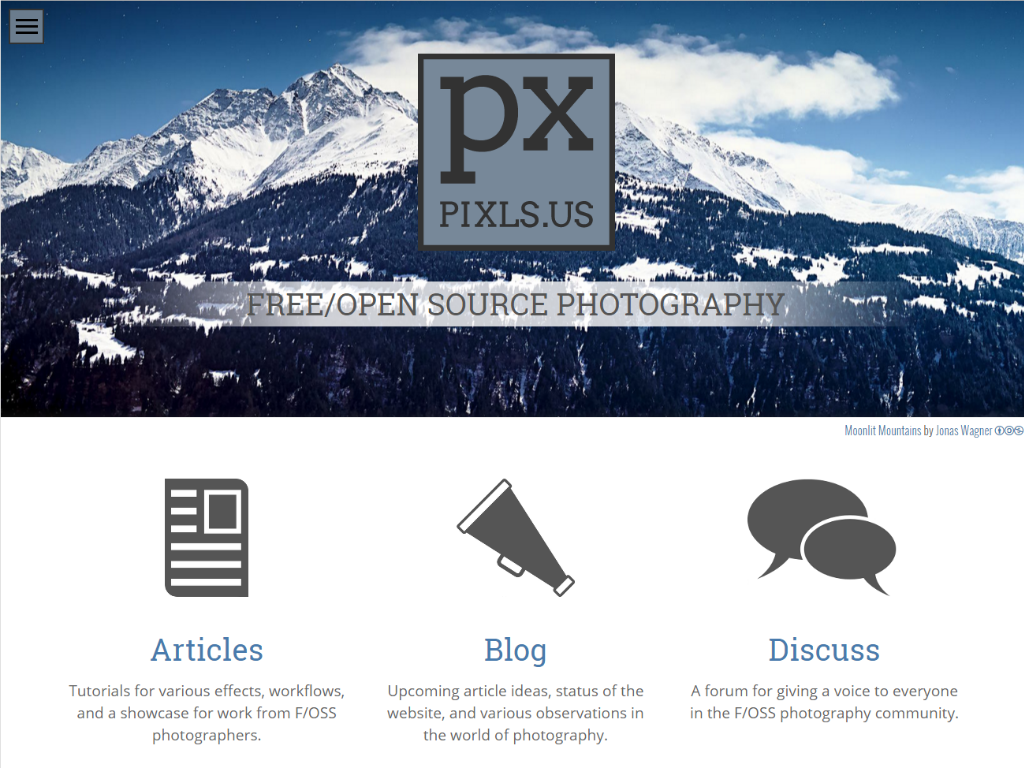 px
PIXLS.US
FREE/OPEN SOURCE PHOTOGRAPHY
Moonlit Mountains by Jonas Wagner
Articles
Tutorials for various effects, workflows,
and a showcase for work from F/OSS
photographers.
Blog
Upcoming article ideas, status of the
website, and various observations in
the world of photography.
Discuss
A forum for giving a voice to everyone
in the F/OSS photography community.